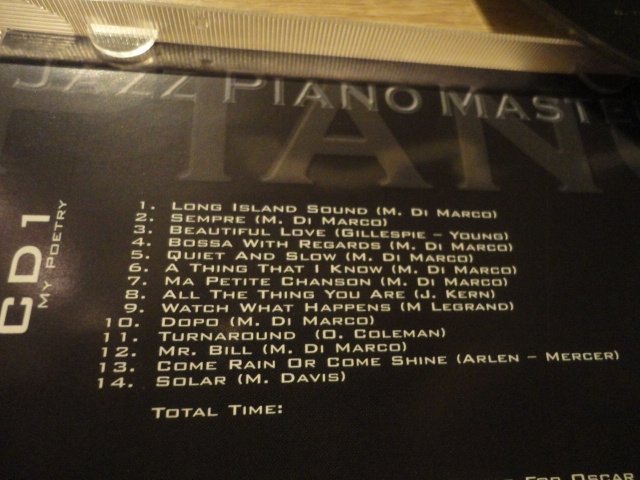 JAZZ PIANO MAST
CD1
MY POETRY
1. LONG ISLAND SOUND (M. DI MARCO)
2. SEMPRE (M. DI MARCO)
3. BEAUTIFUL LOVE (GILLESPIE – YOUNG)
4. BOSSA WITH REGARDS (M. DI MARCO)
5. QUIET AND SLOW (M. DI MARCO)
6. A THING THAT I KNOW (M. DI MARCO)
7. MA PETITE CHANSON (M. DI MARCO)
8. ALL THE THING YOU ARE (J. KERN)
9. WATCH WHAT HAPPENS (M LEGRAND)
10. DOPO (M. DI MARCO)
11. TURNAROUND (O. COLEMAN)
12. MR. BILL (M. DI MARCO)
13. COME RAIN OR COME SHINE (ARLEN – MERCER)
14. SOLAR (M. DAVIS)
TOTAL TIME:
FOR OSCAR